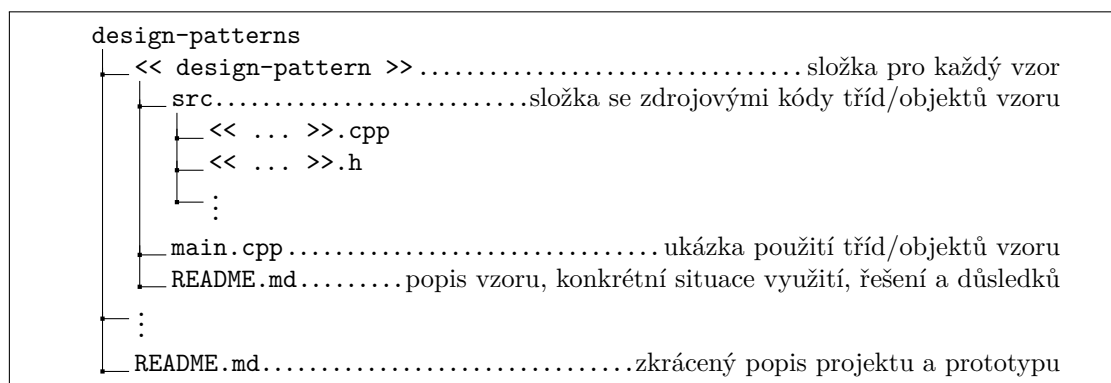 design-patterns
<< design-pattern >>................................složka pro každý vzor
src..........................složka se zdrojovými kódy tříd/objektů vzoru
<< ... >>.cpp
<< ... >>.h
⋮
main.cpp...............................ukázka použití tříd/objektů vzoru
README.md.........popis vzoru, konkrétní situace využití, řešení a důsledků
⋮
README.md...............................zkrácený popis projektu a prototypu